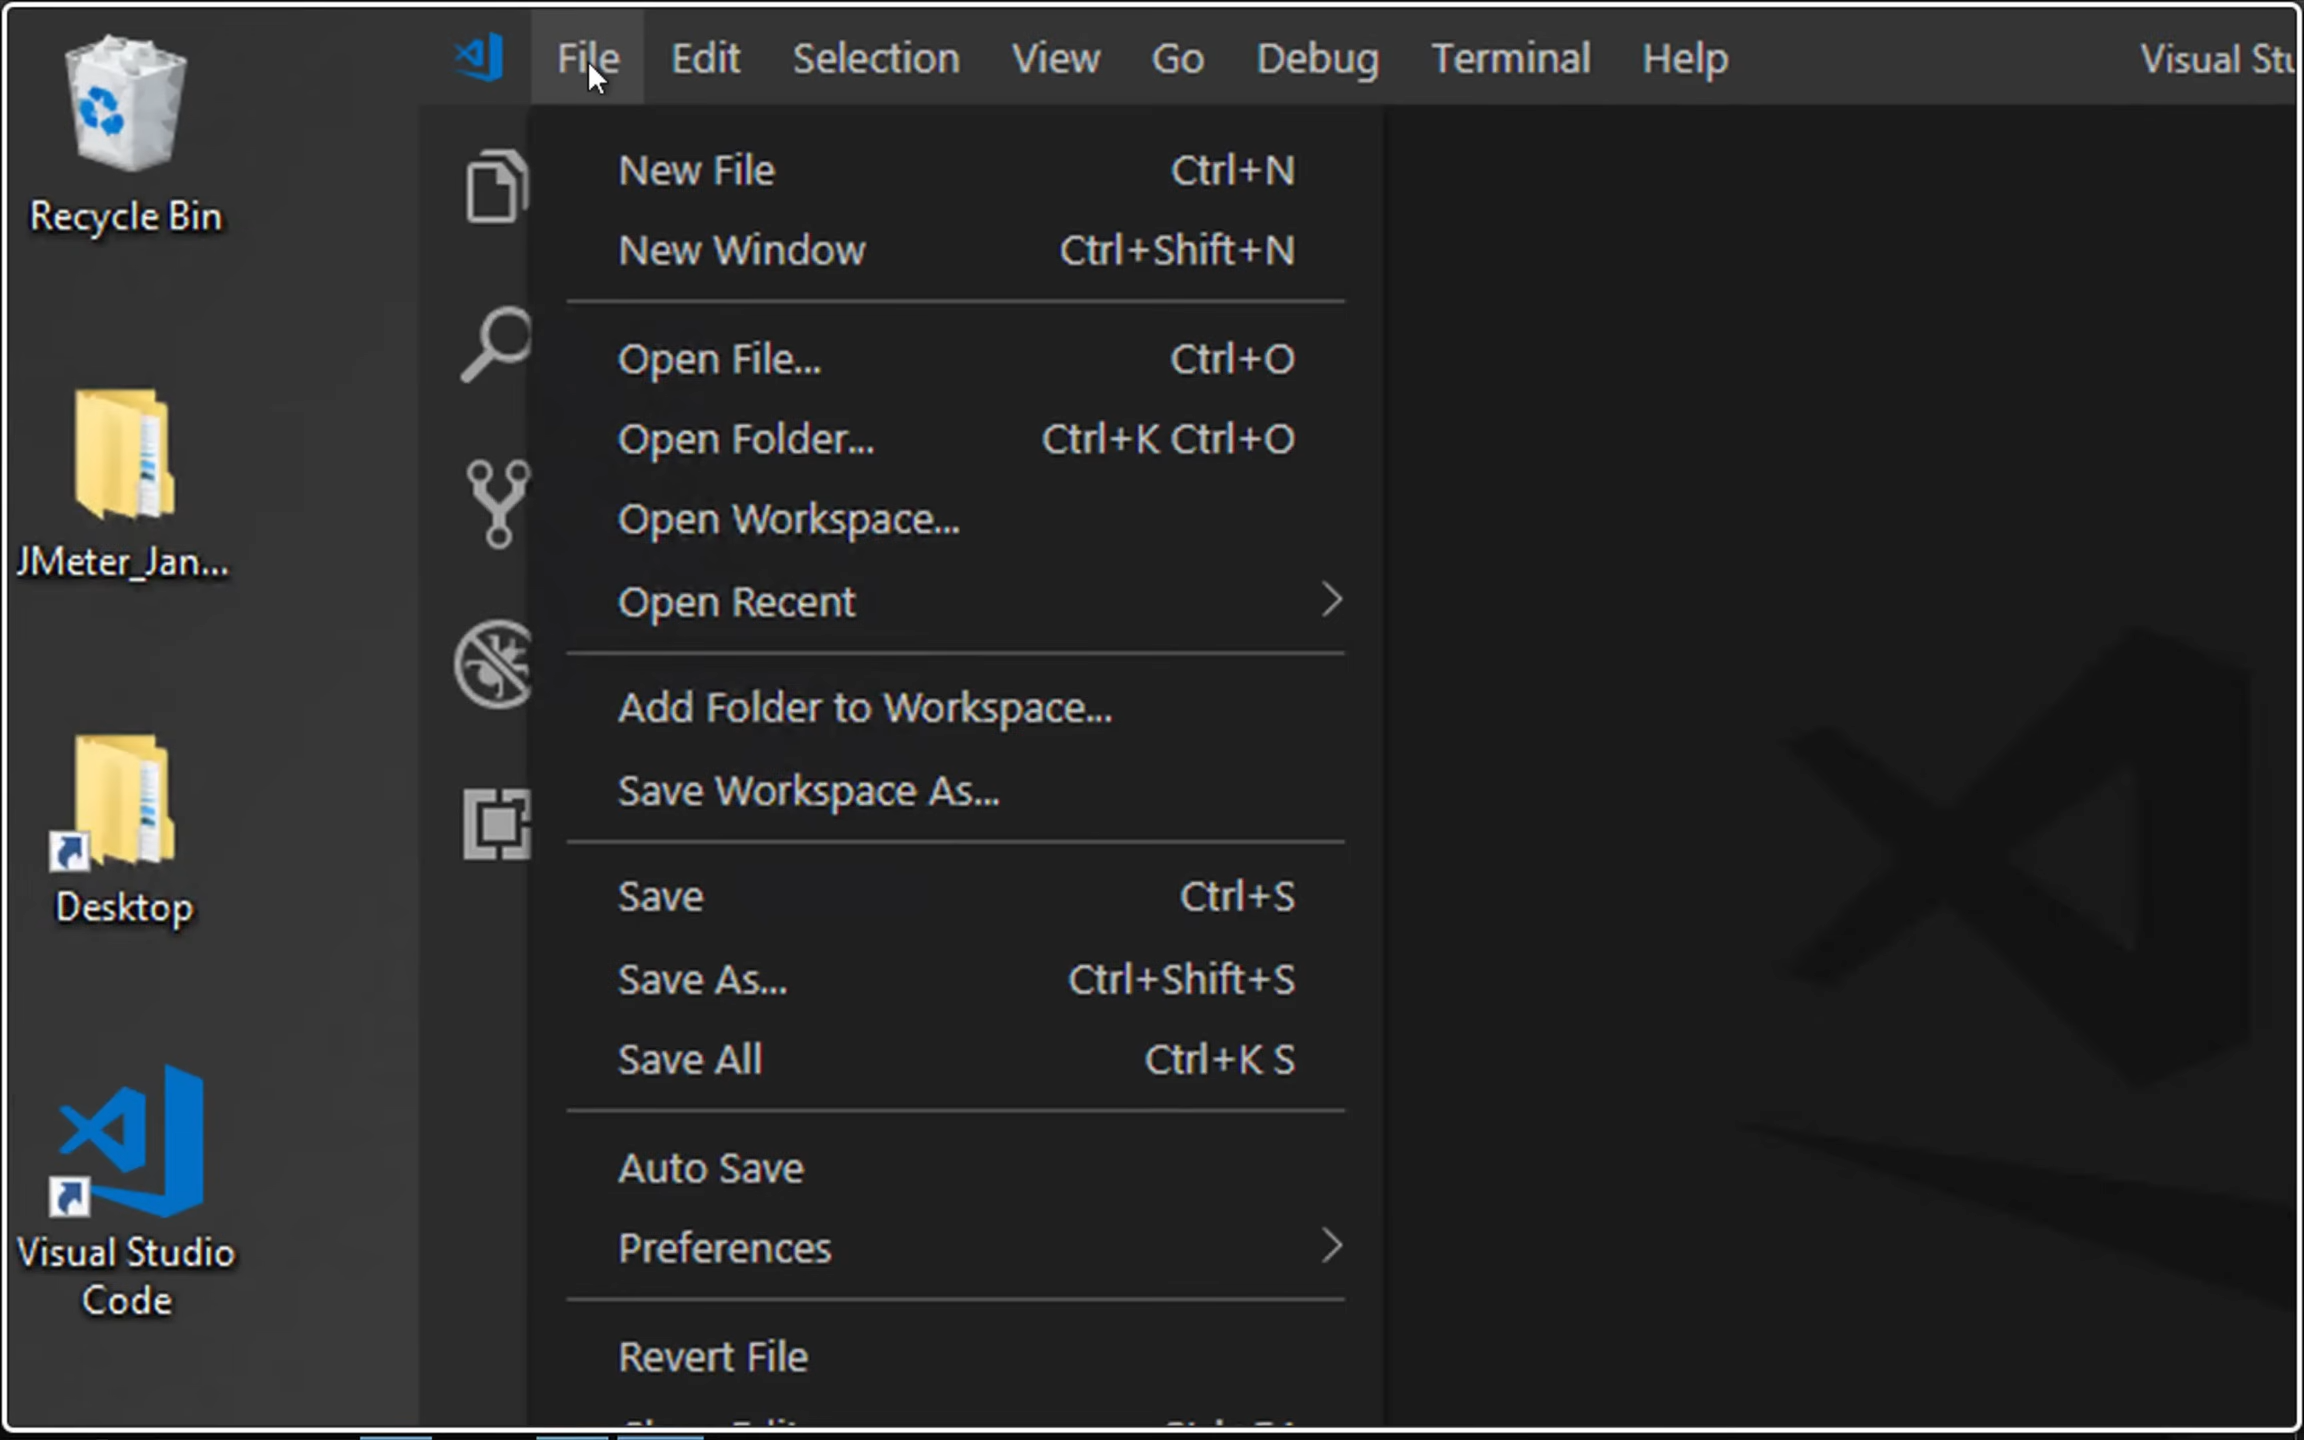 Recycle Bin
JMeter_Jan...
Desktop
Visual Studio
Code
File Edit Selection View Go Debug Terminal Help Visual Stu
New File Ctrl+N
New Window Ctrl+Shift+N
Open File... Ctrl+O
Open Folder... Ctrl+K Ctrl+O
Open Workspace...
Open Recent
Add Folder to Workspace...
Save Workspace As...
Save Ctrl+S
Save As... Ctrl+Shift+S
Save All Ctrl+K S
Auto Save
Preferences
Revert File